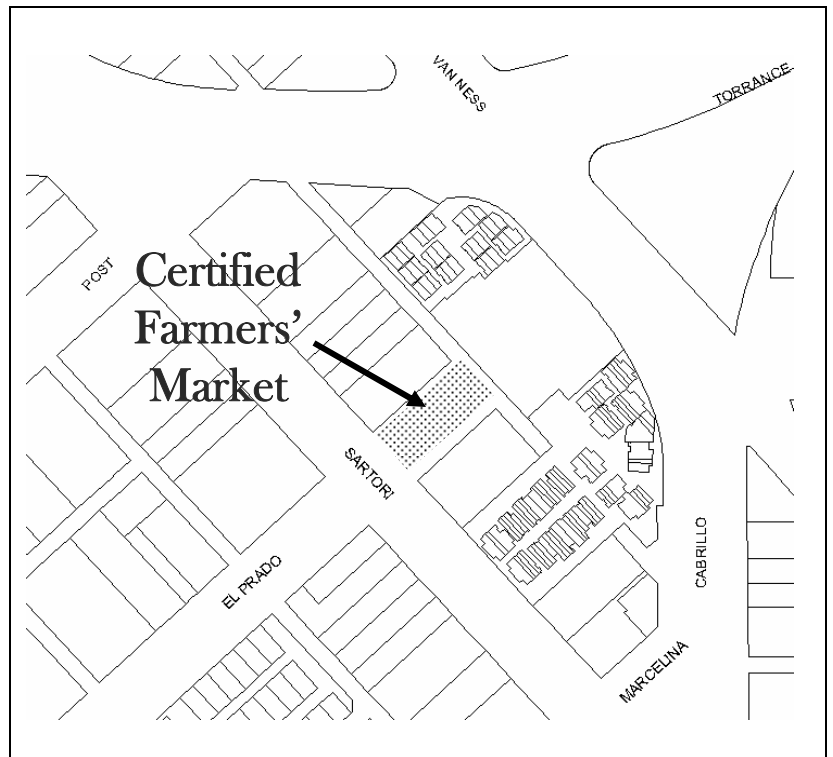 VAN NESS
TORRANCE
POST
Certified
Farmers’
Market
SARTORI
EL PRADO
CABRILLO
MARCELINA